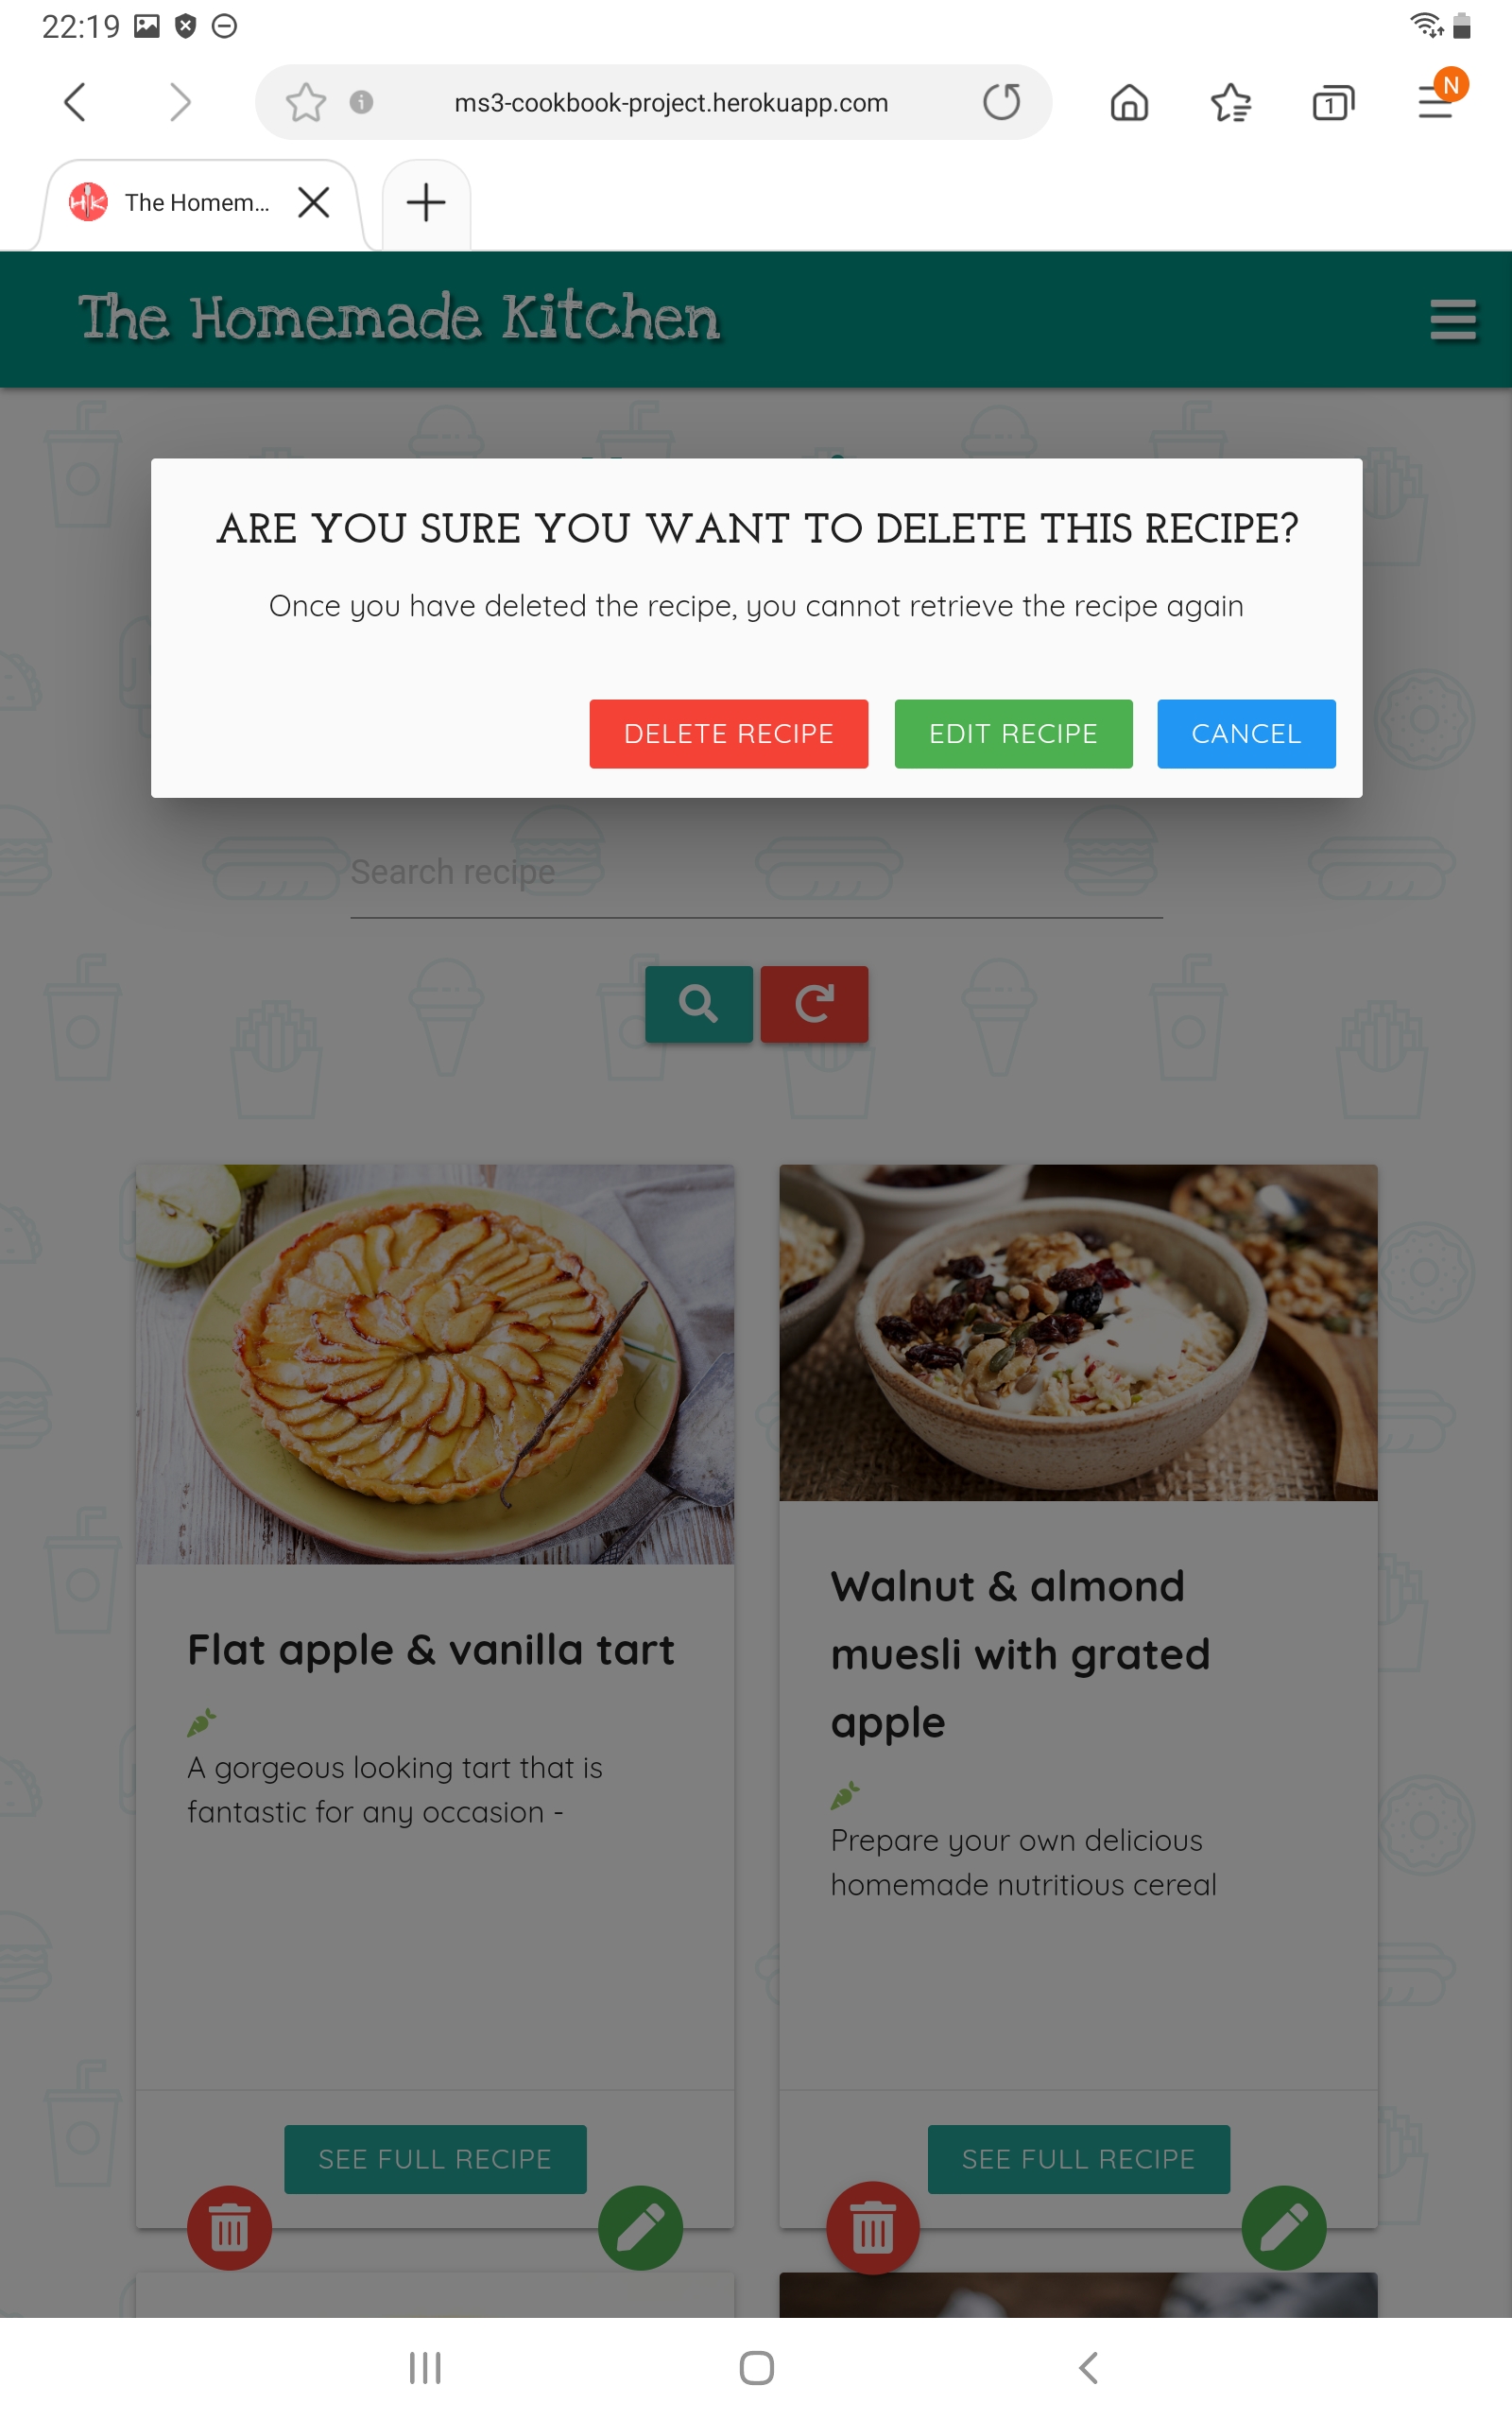 22:19
ms3-cookbook-project.herokuapp.com
1
N
HK
The Homem...
The Homemade Kitchen
ARE YOU SURE YOU WANT TO DELETE THIS RECIPE?
Once you have deleted the recipe, you cannot retrieve the recipe again
DELETE RECIPE EDIT RECIPE CANCEL
Search recipe
Flat apple & vanilla tart
A gorgeous looking tart that is
fantastic for any occasion -
SEE FULL RECIPE
Walnut & almond
muesli with grated
apple
Prepare your own delicious
homemade nutritious cereal
SEE FULL RECIPE